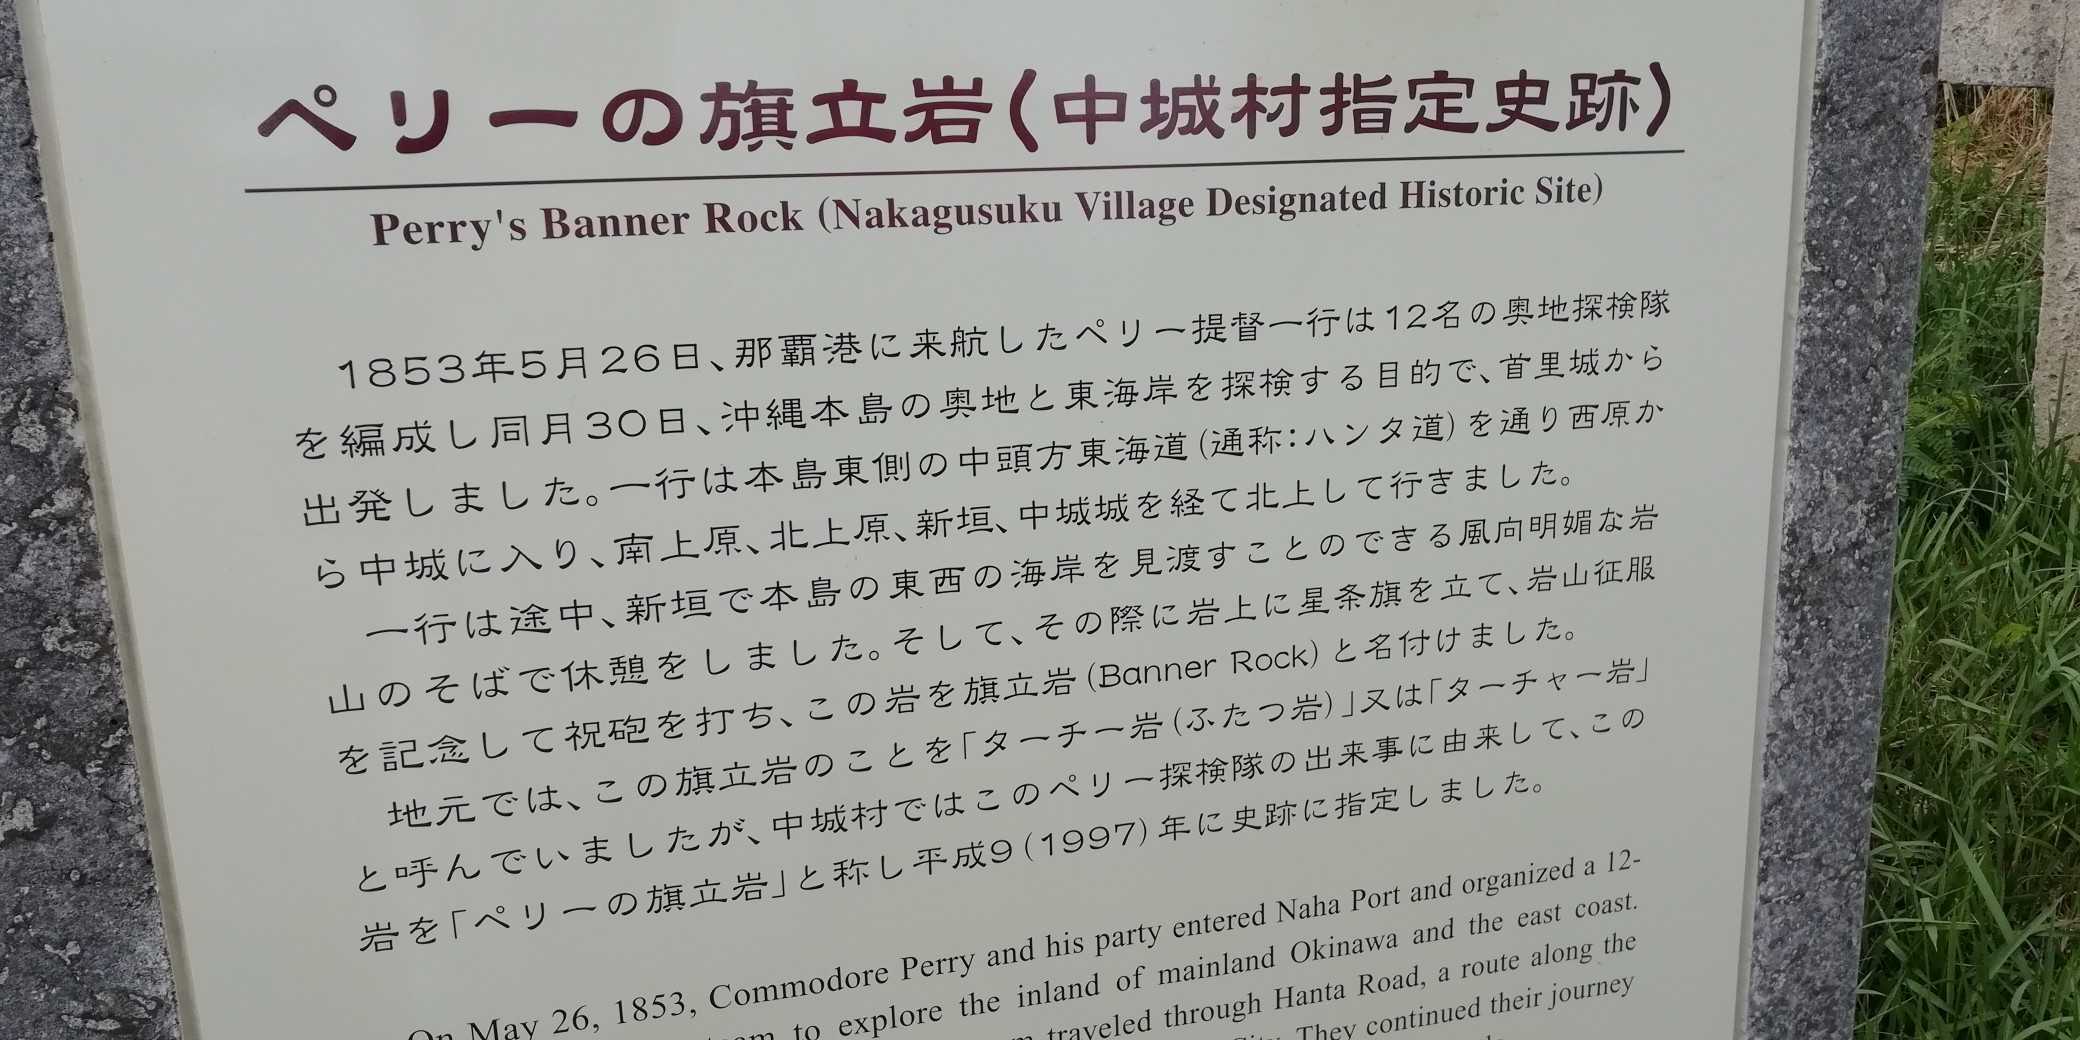 ペリーの旗立岩(中城村指定史跡)
Perry's Banner Rock (Nakagusuku Village Designated Historic Site)
1853年5月26日、那覇港に来航したペリー提督一行は12名の奥地探検隊
を編成し同月30日、沖縄本島の奥地と東海岸を探検する目的で、首里城から
出発しました。一行は本島東側の中頭方東海道(通称:ハンタ道)を通り西原か
ら中城に入り、南上原、北上原、新垣、中城城を経て北上して行きました。
一行は途中、新垣で本島の東西の海岸を見渡すことのできる風向明媚な岩
山のそばで休憩をしました。そして、その際に岩上に星条旗を立て、岩山征服
を記念して祝砲を打ち、この岩を旗立岩(Banner Rock)と名付けました。
地元では、この旗立岩のことを「ターチー岩(ふたつ岩)」又は「ターチャー岩」
と呼んでいましたが、中城村ではこのペリー探検隊の出来事に由来して、この
岩を「ペリーの旗立岩」と称し平成9(1997)年に史跡に指定しました。
On May 26, 1853, Commodore Perry and his party entered Naha Port and organized a 12-
to explore the inland of mainland Okinawa and the east coast.
traveled through Hanta Road, a route along the
They continued their journey